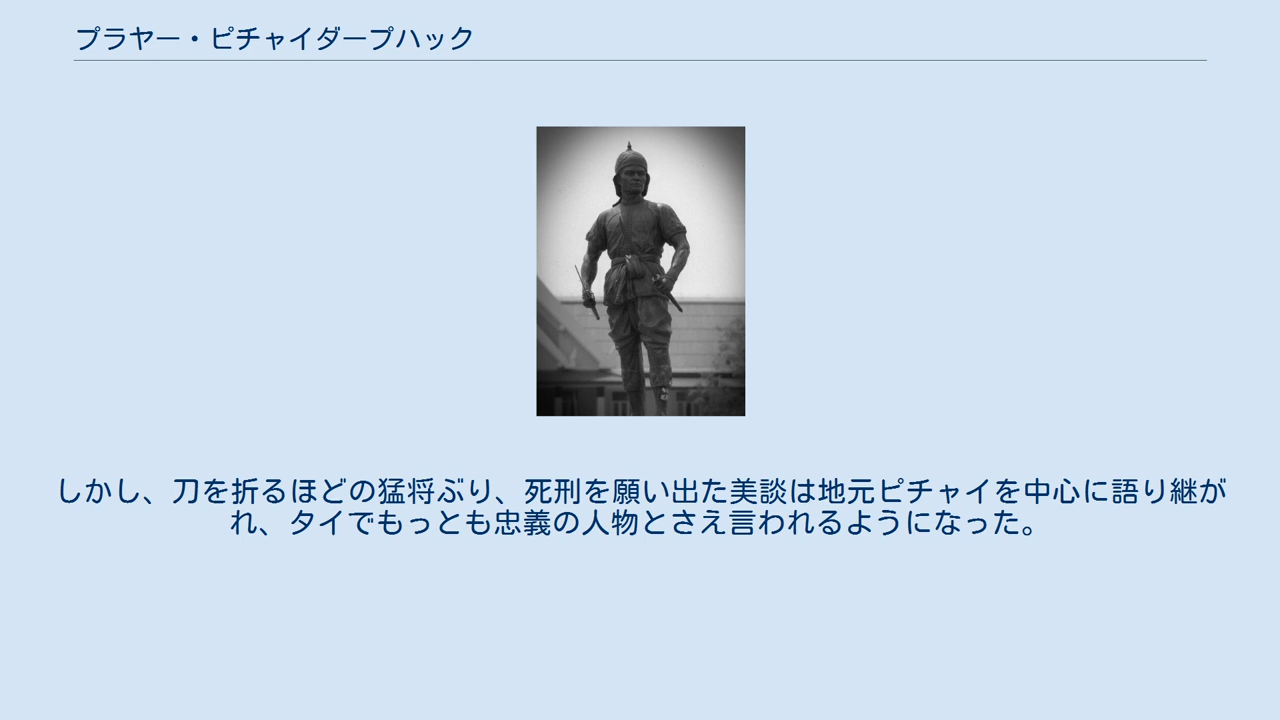 プラヤー・ピチャイダープハック
しかし、刀を折るほどの猛将ぶり、死刑を願い出た美談は地元ピチャイを中心に語り継が
れ、タイでもっとも忠義の人物とさえ言われるようになった。